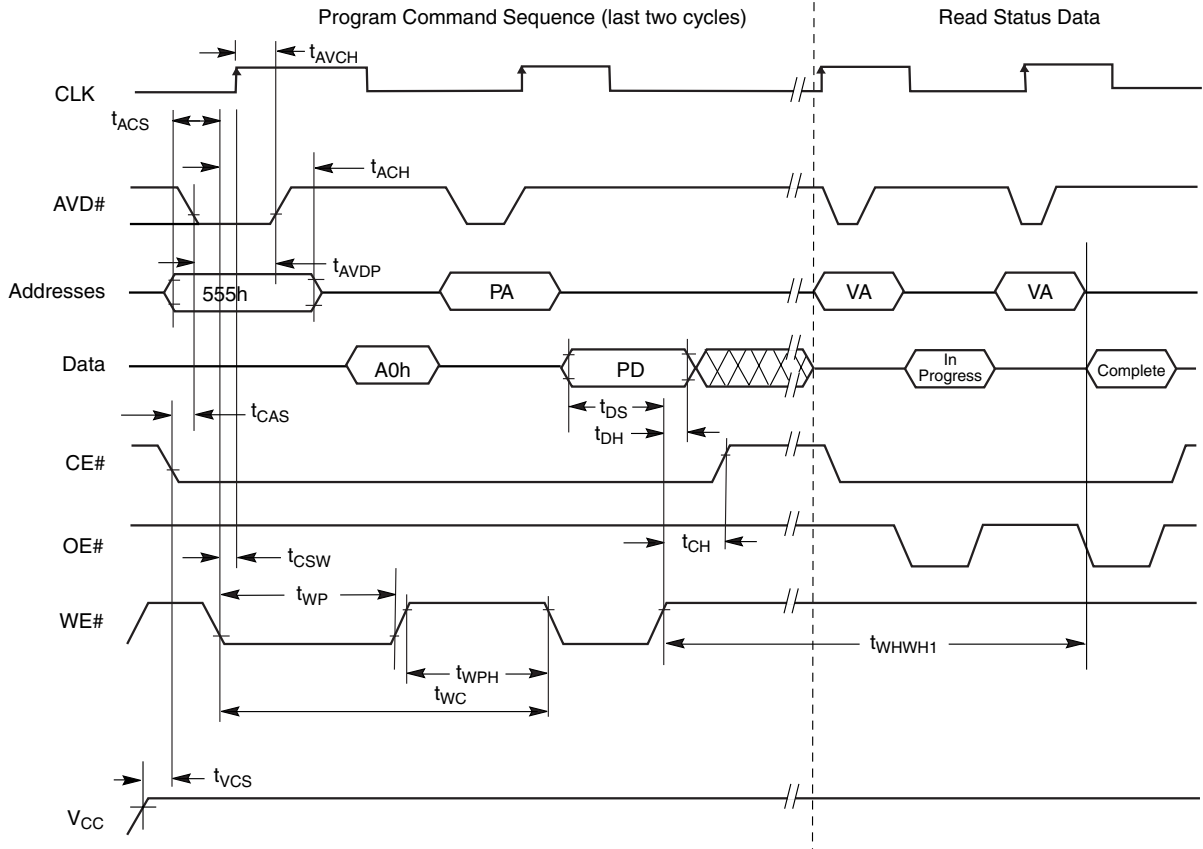 Program Command Sequence (last two cycles)
Read Status Data
tAVCH
CLK
tACS
tACH
AVD#
tAVDP
Addresses
555h
PA
VA
VA
Data
A0h
PD
In
Progress
Complete
tCAS
tDS
tDH
CE#
OE#
tCH
tCSW
tWP
WE#
tWHWH1
tWPH
tWC
tVCS
VCC